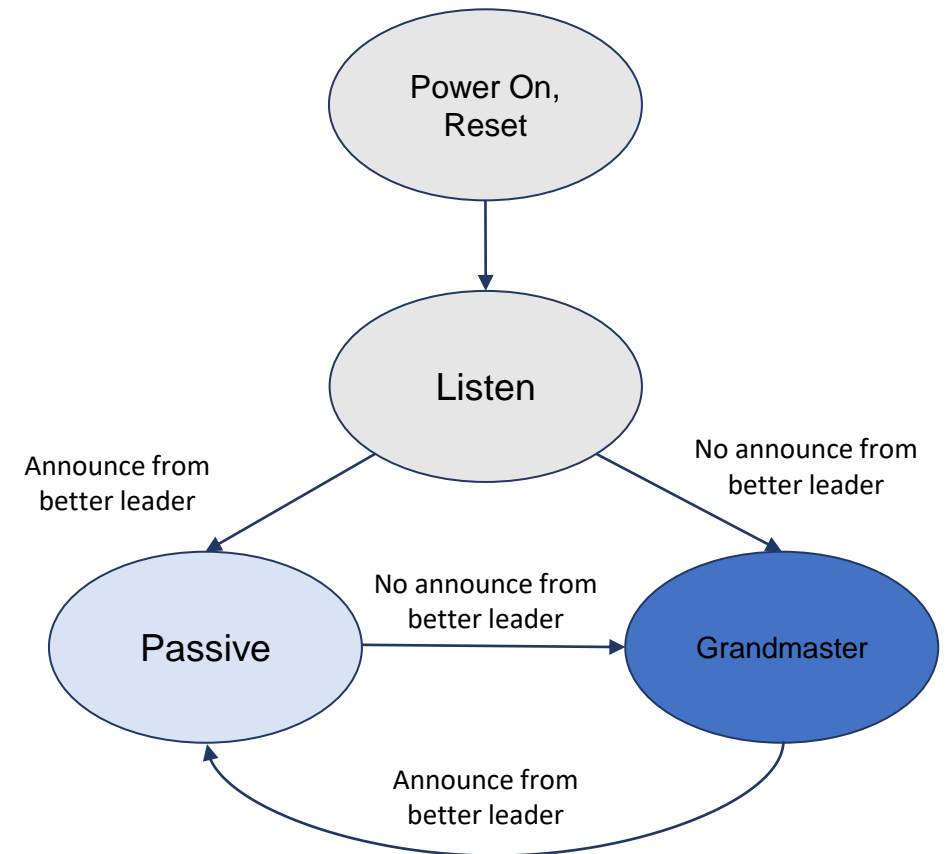 Power On,
Reset
Listen
Announce from
better leader
No announce from
better leader
No announce from
better leader
Passive
Grandmaster
Announce from
better leader